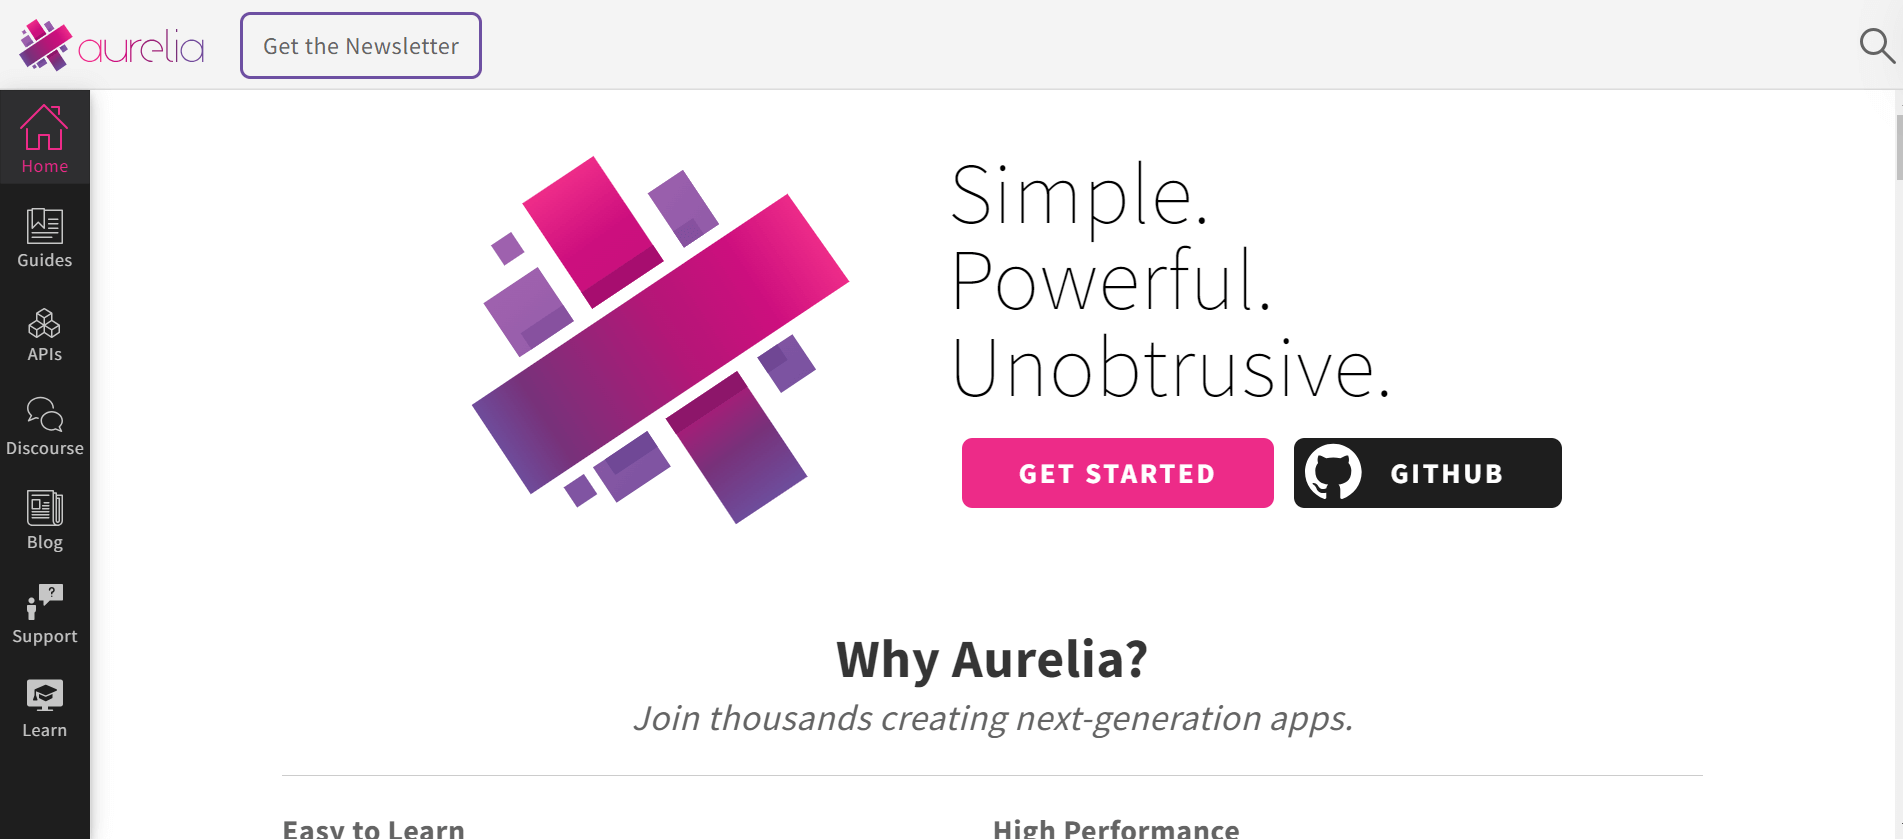 aurelia
Get the Newsletter
Home
Guides
APIs
Discourse
Blog
?
Support
Learn
Simple.
Powerful.
Unobtrusive.
GET STARTED
GITHUB
Why Aurelia?
Join thousands creating next-generation apps.
Easy to Learn
High Performance